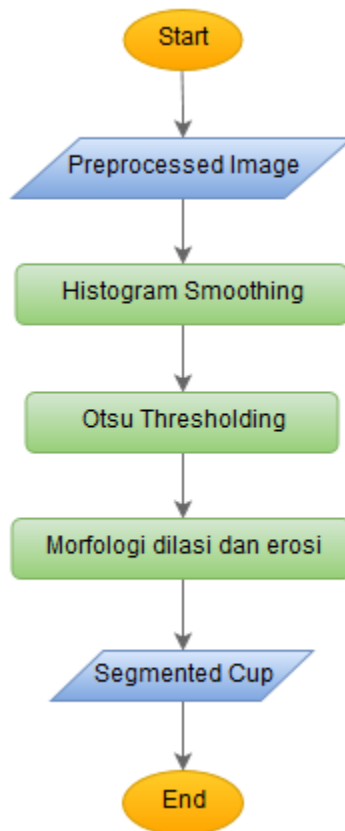 Start
Preprocessed Image
Histogram Smoothing
Otsu Thresholding
Morfologi dilasi dan erosi
Segmented Cup
End